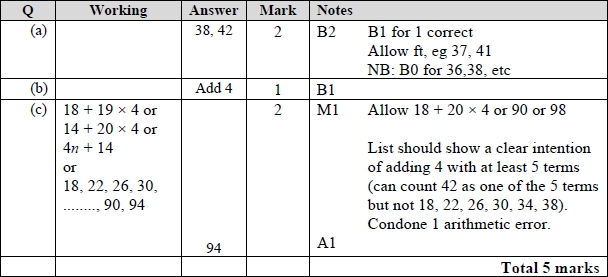 Q Working Answer Mark Notes
(a) 38, 42 2 B2 B1 for 1 correct
Allow ft, eg 37, 41
NB: B0 for 36,38, etc
(b) Add 4 1 B1
(c) 18 + 19 × 4 or 2 M1 Allow 18 + 20 × 4 or 90 or 98
14 + 20 × 4 or
4n + 14 List should show a clear intention
or of adding 4 with at least 5 terms
18, 22, 26, 30, (can count 42 as one of the 5 terms
........, 90, 94 but not 18, 22, 26, 30, 34, 38).
Condone 1 arithmetic error.
94 A1
Total 5 marks